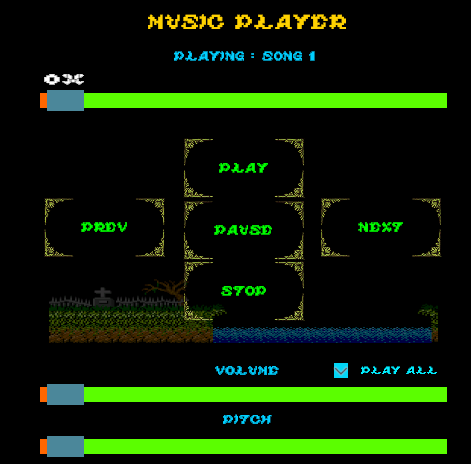 MUSIC PLAYER
PLAYING : SONG 1
0%
PLAY
PREV
PAUSE
NEXT
STOP
VOLUME
PLAY ALL
PITCH